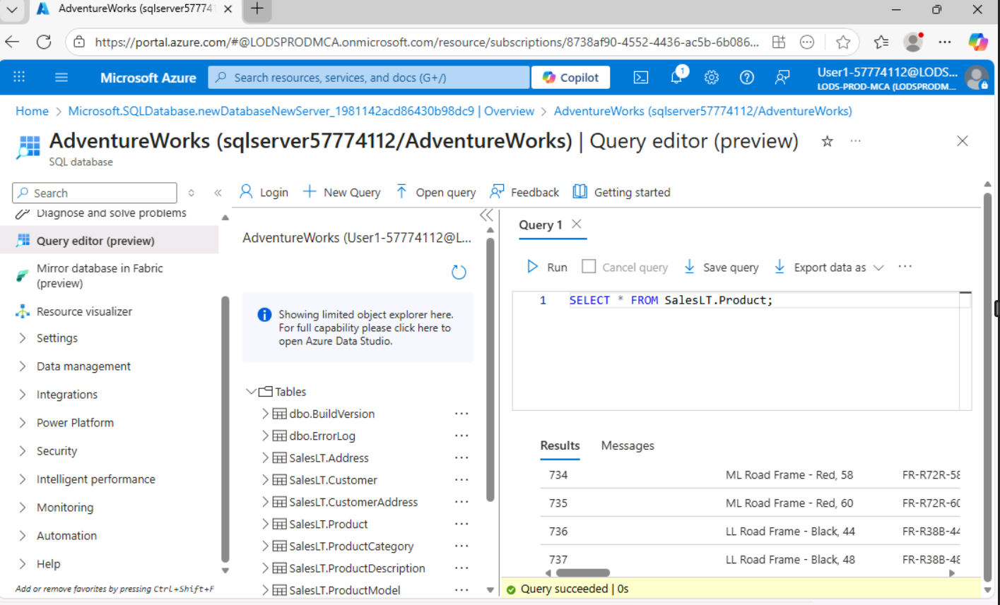 AdventureWorks (sqlserver57774
https://portal.azure.com/#@LODSPRODMCA.onmicrosoft.com/resource/subscriptions/8738af90-4552-4436-ac5b-6b086...
Microsoft Azure
Search resources, services, and docs (G+/)
Copilot
1
User1-57774112@LODS...
LODS-PROD-MCA (LODSPRODM...
Home > Microsoft.SQLDatabase.newDatabaseNewServer_1981142acd86430b98dc9 | Overview > AdventureWorks (sqlserver57774112/AdventureWorks)
AdventureWorks (sqlserver57774112/AdventureWorks) | Query editor (preview)
SQL database
Search
Diagnose and solve problems
Query editor (preview)
Mirror database in Fabric
(preview)
Resource visualizer
Settings
Data management
Integrations
Power Platform
Security
Intelligent performance
Monitoring
Automation
Help
Add or remove favorites by pressing Ctrl+Shift+F
Login
New Query
Open query
Feedback
Getting started
AdventureWorks (User1-57774112@L...
Showing limited object explorer here.
For full capability please click here to
open Azure Data Studio.
Tables
dbo.BuildVersion
dbo.ErrorLog
SalesLT.Address
SalesLT.Customer
SalesLT.CustomerAddress
SalesLT.Product
SalesLT.ProductCategory
SalesLT.ProductDescription
SalesLT.ProductModel
Query 1
Run
Cancel query
Save query
Export data as
1 SELECT * FROM SalesLT.Product;
Results
Messages
734 ML Road Frame - Red, 58 FR-R72R-58
735 ML Road Frame - Red, 60 FR-R72R-60
736 LL Road Frame - Black, 44 FR-R38B-44
737 LL Road Frame - Black, 48 FR-R38B-48
Query succeeded | 0s